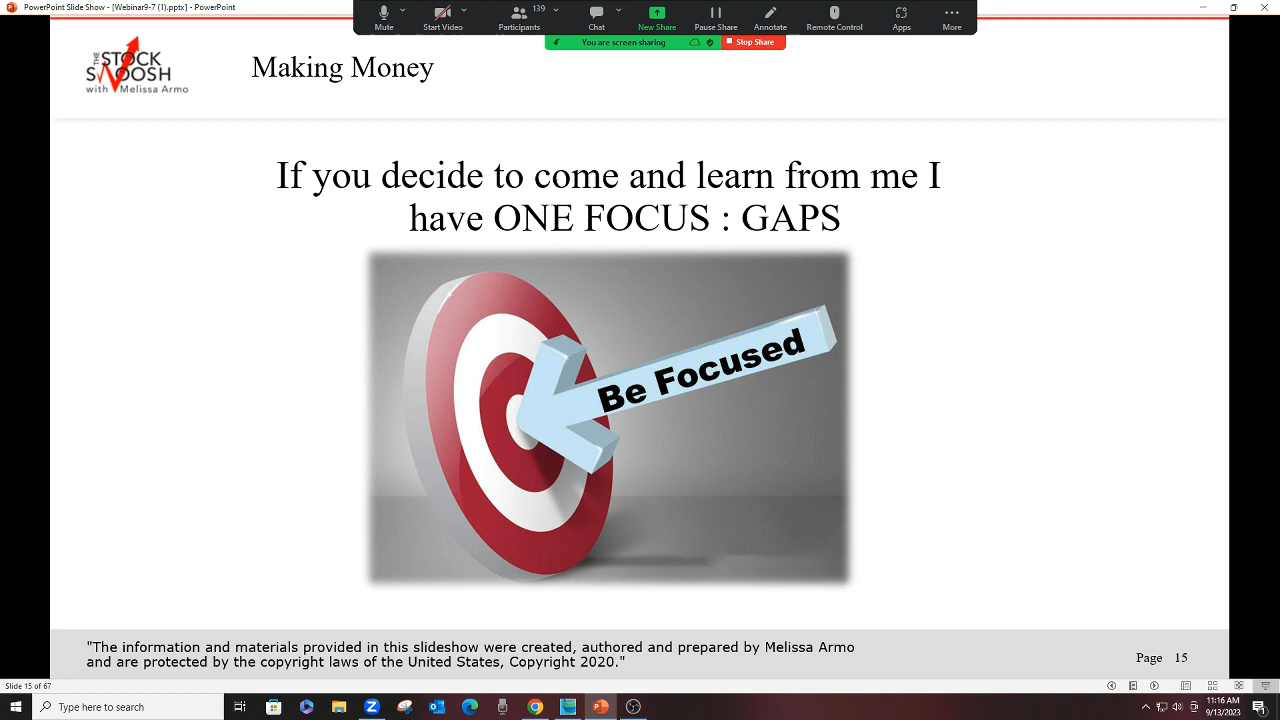 PowerPoint Slide Show - [Webinar9-7 (1).pptx] - PowerPoint
Mute
Start Video
139
Participants
Chat
New Share
Pause Share
Annotate
Remote Control
Apps
More
You are screen sharing
Stop Share
THE STOCK
SWOOSH
with Melissa Armo
Making Money
If you decide to come and learn from me I
have ONE FOCUS : GAPS
Be Focused
"The information and materials provided in this slideshow were created, authored and prepared by Melissa Armo
and are protected by the copyright laws of the United States, Copyright 2020."
Page 15
Slide 15 of 67
Type here to search
11:16 AM
9/13/2023